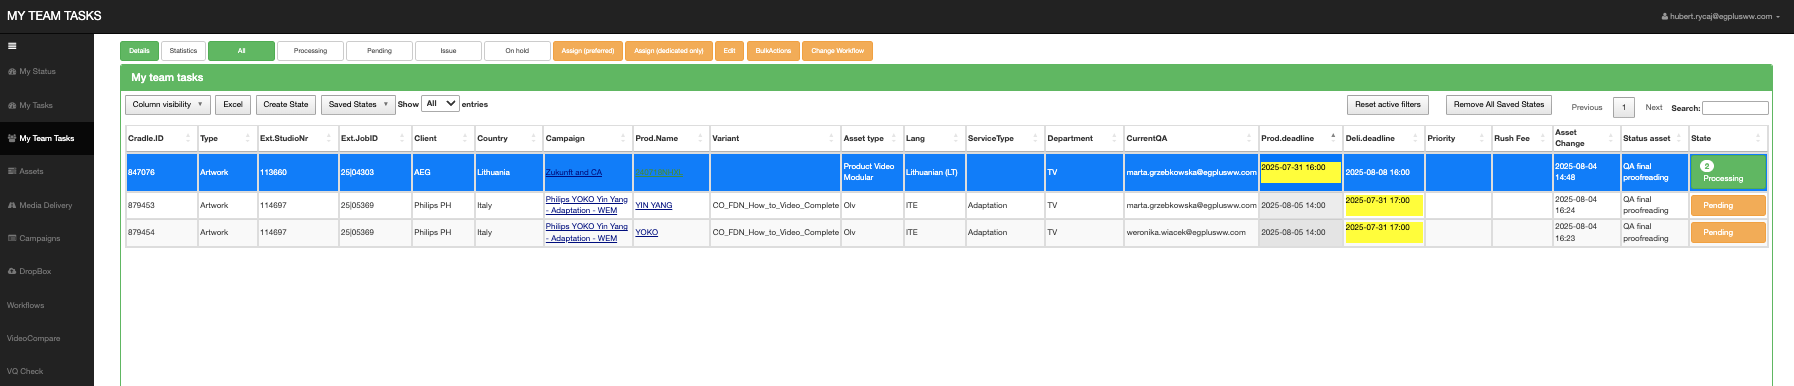 MY TEAM TASKS
hubert.rycaj@egplusww.com
My Status
My Tasks
My Team Tasks
Assets
Media Delivery
Campaigns
DropBox
Workflows
VideoCompare
VQ Check
Details Statistics All Processing Pending Issue On hold Assign (preferred) Assign (dedicated only) Edit BulkActions Change Workflow
My team tasks
Column visibility Excel Create State Saved States Show All entries Reset active filters Remove All Saved States Previous 1 Next Search:
Cradle.ID Type Ext.StudioNr Ext.JobID Client Country Campaign Prod.Name Variant Asset type Lang ServiceType Department CurrentQA Prod.deadline Deli.deadline Priority Rush Fee Asset Change Status asset State
847076 Artwork 113660 25|04303 AEG Lithuania Zukunft and CA Product Video Modular Lithuanian (LT) TV marta.grzebkowska@egplusww.com 2025-07-31 16:00 2025-08-08 16:00 2025-08-04 14:48 QA final proofreading 2 Processing
879453 Artwork 114697 25|05369 Philips PH Italy Philips YOKO Yin Yang - Adaptation - WEM YIN YANG CO_FDN_How_to_Video_Complete Olv ITE Adaptation TV marta.grzebkowska@egplusww.com 2025-08-05 14:00 2025-07-31 17:00 2025-08-04 16:24 QA final proofreading Pending
879454 Artwork 114697 25|05369 Philips PH Italy Philips YOKO Yin Yang - Adaptation - WEM YOKO CO_FDN_How_to_Video_Complete Olv ITE Adaptation TV weronika.wiacek@egplusww.com 2025-08-05 14:00 2025-07-31 17:00 2025-08-04 16:23 QA final proofreading Pending